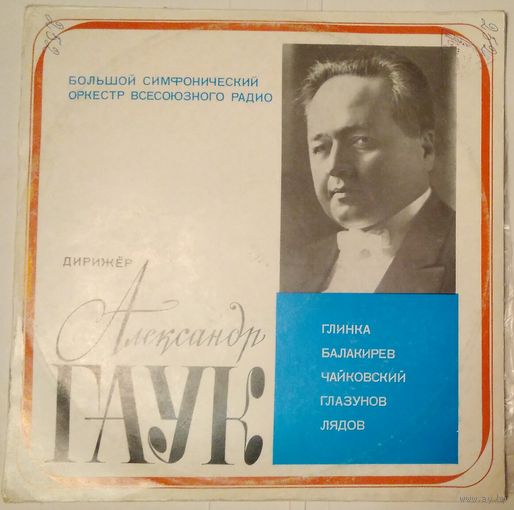 БОЛЬШОЙ СИМФОНИЧЕСКИЙ
ОРКЕСТР ВСЕСОЮЗНОГО РАДИО
ДИРИЖЁР
Александр
ГАУК
ГЛИНКА
БАЛАКИРЕВ
ЧАЙКОВСКИЙ
ГЛАЗУНОВ
ЛЯДОВ